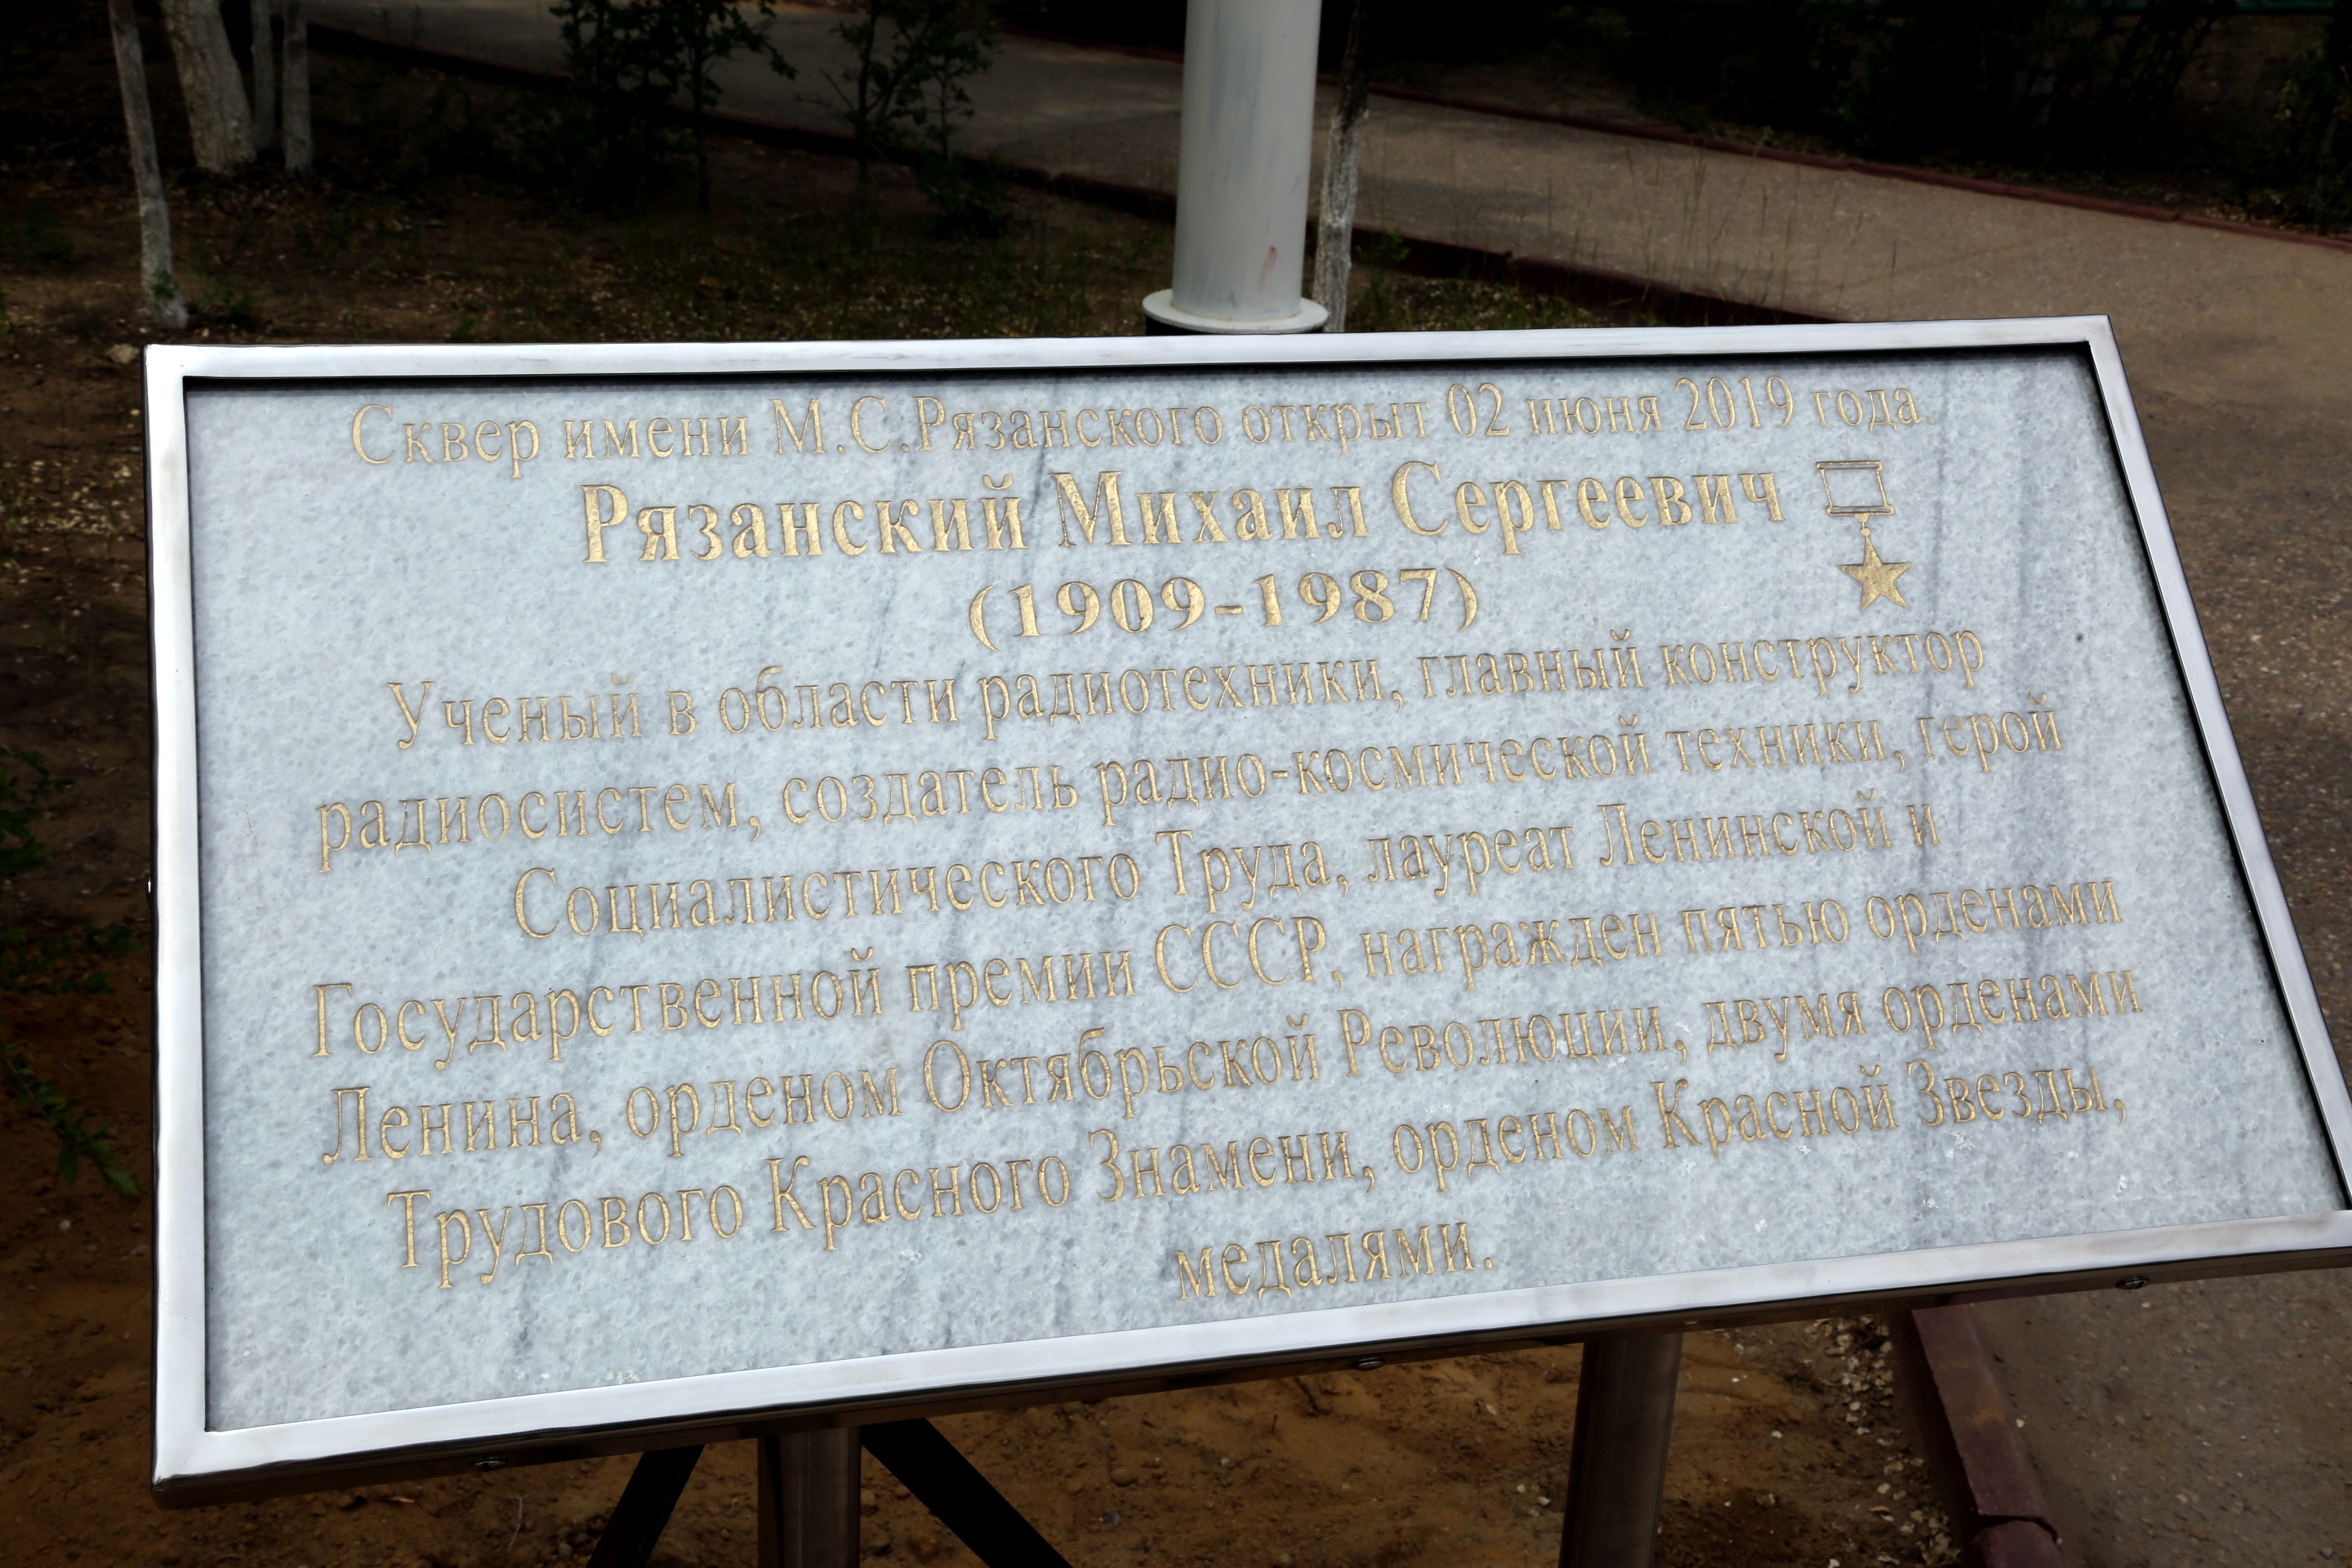 Сквер имени М.С.Рязанского открыт 02 июня 2019 года.
Рязанский Михаил Сергеевич
(1909-1987)
Ученый в области радиотехники, главный конструктор
радиосистем, создатель радио-космической техники, герой
Социалистического Труда, лауреат Ленинской и
Государственной премии СССР, награжден пятью орденами
Ленина, орденом Октябрьской Революции, двумя орденами
Трудового Красного Знамени, орденом Красной Звезды,
медалями.